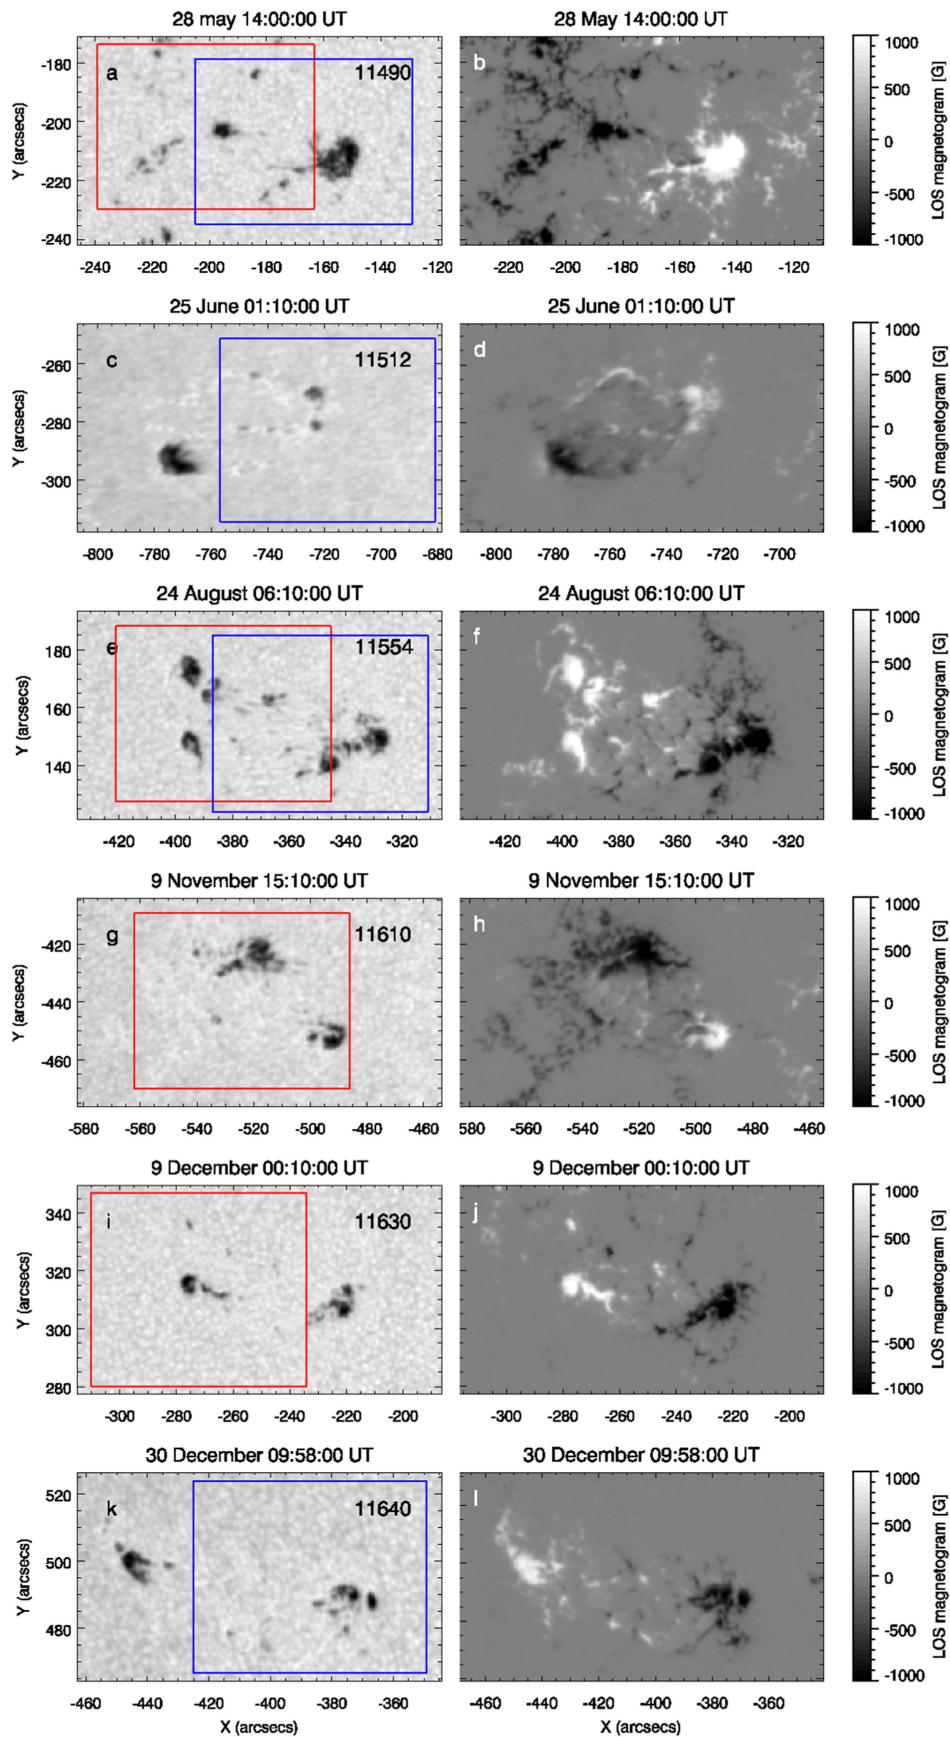 28 may 14:00:00 UT
28 May 14:00:00 UT
a
11490
b
Y (arcsecs)
-180
-200
-220
-240
-240 -220 -200 -180 -160 -140 -120
-220 -200 -180 -160 -140 -120
1000
500
0
-500
-1000
LOS magnetogram [G]
25 June 01:10:00 UT
25 June 01:10:00 UT
c
11512
d
Y (arcsecs)
-260
-280
-300
-800 -780 -760 -740 -720 -700 -680
-800 -780 -760 -740 -720 -700
1000
500
0
-500
-1000
LOS magnetogram [G]
24 August 06:10:00 UT
24 August 06:10:00 UT
e
11554
f
Y (arcsecs)
180
160
140
-420 -400 -380 -360 -340 -320
-420 -400 -380 -360 -340 -320
1000
500
0
-500
-1000
LOS magnetogram [G]
9 November 15:10:00 UT
9 November 15:10:00 UT
g
11610
h
Y (arcsecs)
-420
-440
-460
-580 -560 -540 -520 -500 -480 -460
580 -560 -540 -520 -500 -480 -460
1000
500
0
-500
-1000
LOS magnetogram [G]
9 December 00:10:00 UT
9 December 00:10:00 UT
i
11630
j
Y (arcsecs)
340
320
300
280
-300 -280 -260 -240 -220 -200
-300 -280 -260 -240 -220 -200
1000
500
0
-500
-1000
LOS magnetogram [G]
30 December 09:58:00 UT
30 December 09:58:00 UT
k
11640
l
Y (arcsecs)
520
500
480
-460 -440 -420 -400 -380 -360
-460 -440 -420 -400 -380 -360
X (arcsecs)
X (arcsecs)
1000
500
0
-500
-1000
LOS magnetogram [G]